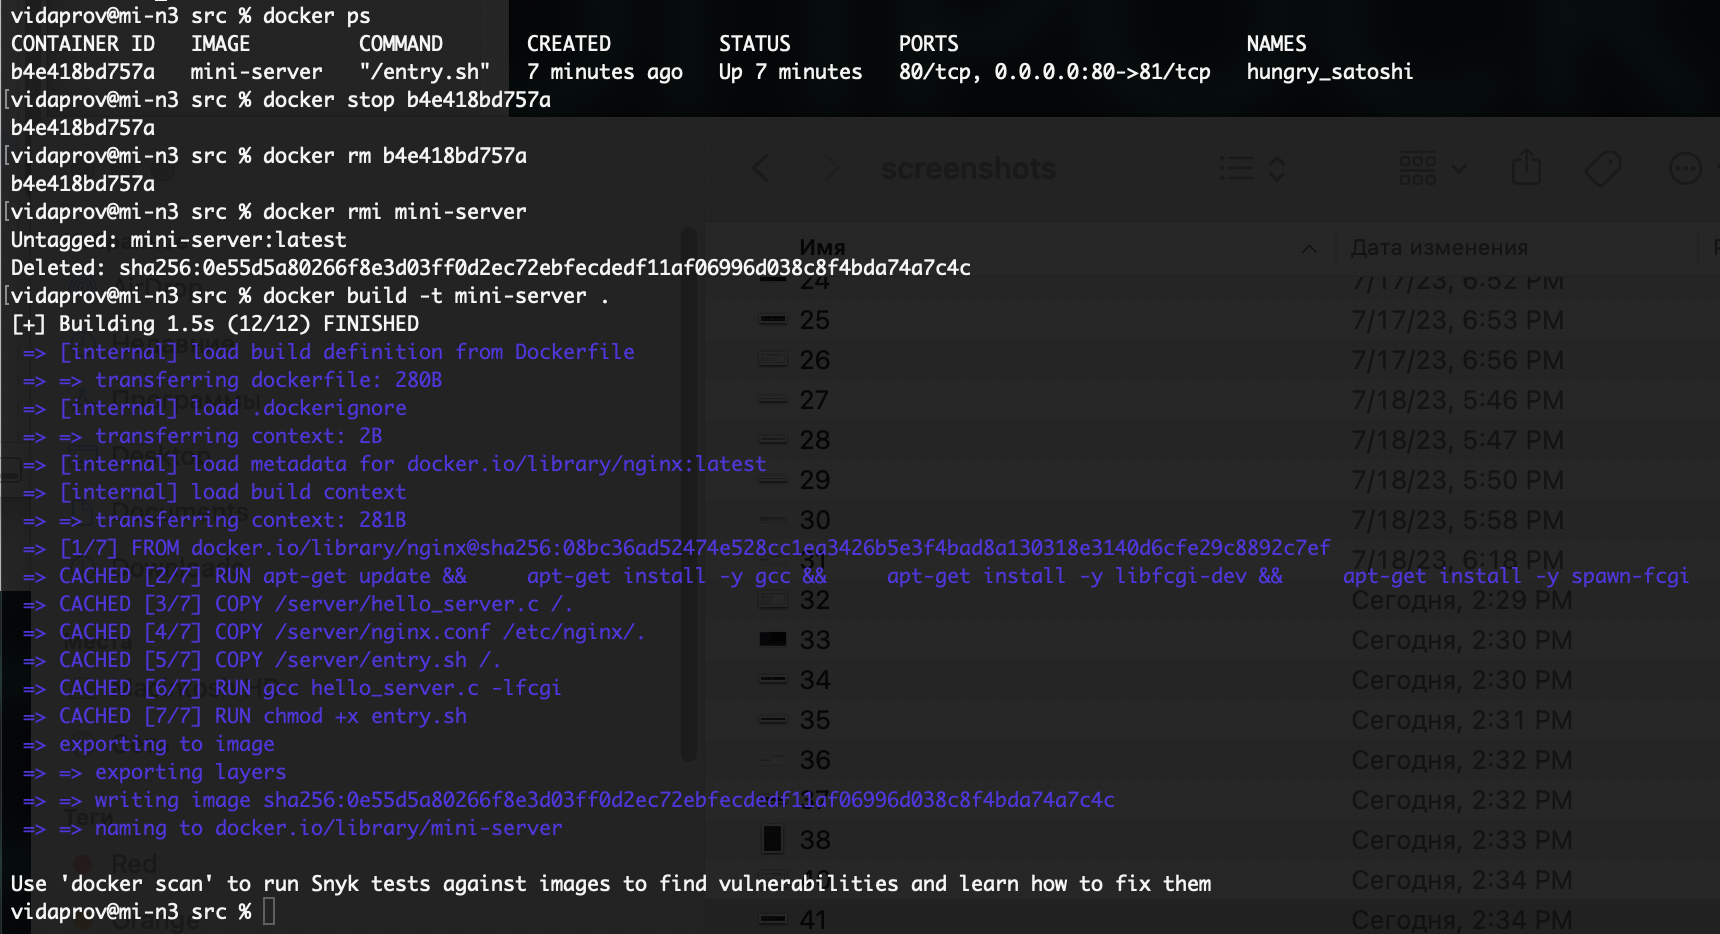 vidaprov@mi-n3 src % docker ps
CONTAINER ID   IMAGE         COMMAND       CREATED         STATUS         PORTS                        NAMES
b4e418bd757a   mini-server   "/entry.sh"   7 minutes ago   Up 7 minutes   80/tcp, 0.0.0.0:80->81/tcp   hungry_satoshi
[vidaprov@mi-n3 src % docker stop b4e418bd757a
b4e418bd757a
[vidaprov@mi-n3 src % docker rm b4e418bd757a
b4e418bd757a
[vidaprov@mi-n3 src % docker rmi mini-server
Untagged: mini-server:latest
Deleted: sha256:0e55d5a80266f8e3d03ff0d2ec72ebfecdedf11af06996d038c8f4bda74a7c4c
[vidaprov@mi-n3 src % docker build -t mini-server .
[+] Building 1.5s (12/12) FINISHED
=> [internal] load build definition from Dockerfile
=> => transferring dockerfile: 280B
=> [internal] load .dockerignore
=> => transferring context: 2B
=> [internal] load metadata for docker.io/library/nginx:latest
=> [internal] load build context
=> => transferring context: 281B
=> [1/7] FROM docker.io/library/nginx@sha256:08bc36ad52474e528cc1ea3426b5e3f4bad8a130318e3140d6cfe29c8892c7ef
=> CACHED [2/7] RUN apt-get update &&     apt-get install -y gcc &&     apt-get install -y libfcgi-dev &&     apt-get install -y spawn-fcgi
=> CACHED [3/7] COPY /server/hello_server.c /.
=> CACHED [4/7] COPY /server/nginx.conf /etc/nginx/.
=> CACHED [5/7] COPY /server/entry.sh /.
=> CACHED [6/7] RUN gcc hello_server.c -lfcgi
=> CACHED [7/7] RUN chmod +x entry.sh
=> exporting to image
=> => exporting layers
=> => writing image sha256:0e55d5a80266f8e3d03ff0d2ec72ebfecdedf11af06996d038c8f4bda74a7c4c
=> => naming to docker.io/library/mini-server
Use 'docker scan' to run Snyk tests against images to find vulnerabilities and learn how to fix them
vidaprov@mi-n3 src %
screenshots
Имя Дата изменения
24 7/17/23, 6:52 PM
25 7/17/23, 6:53 PM
26 7/17/23, 6:56 PM
27 7/18/23, 5:46 PM
28 7/18/23, 5:47 PM
29 7/18/23, 5:50 PM
30 7/18/23, 5:58 PM
31 7/18/23, 6:18 PM
32 Сегодня, 2:29 PM
33 Сегодня, 2:30 PM
34 Сегодня, 2:30 PM
35 Сегодня, 2:31 PM
36 Сегодня, 2:32 PM
37 Сегодня, 2:32 PM
38 Сегодня, 2:33 PM
Сегодня, 2:34 PM
41 Сегодня, 2:34 PM
AirDrop
Недавние
Программы
Desktop
Documents
Downloads
Места
Теги
Red
Orange